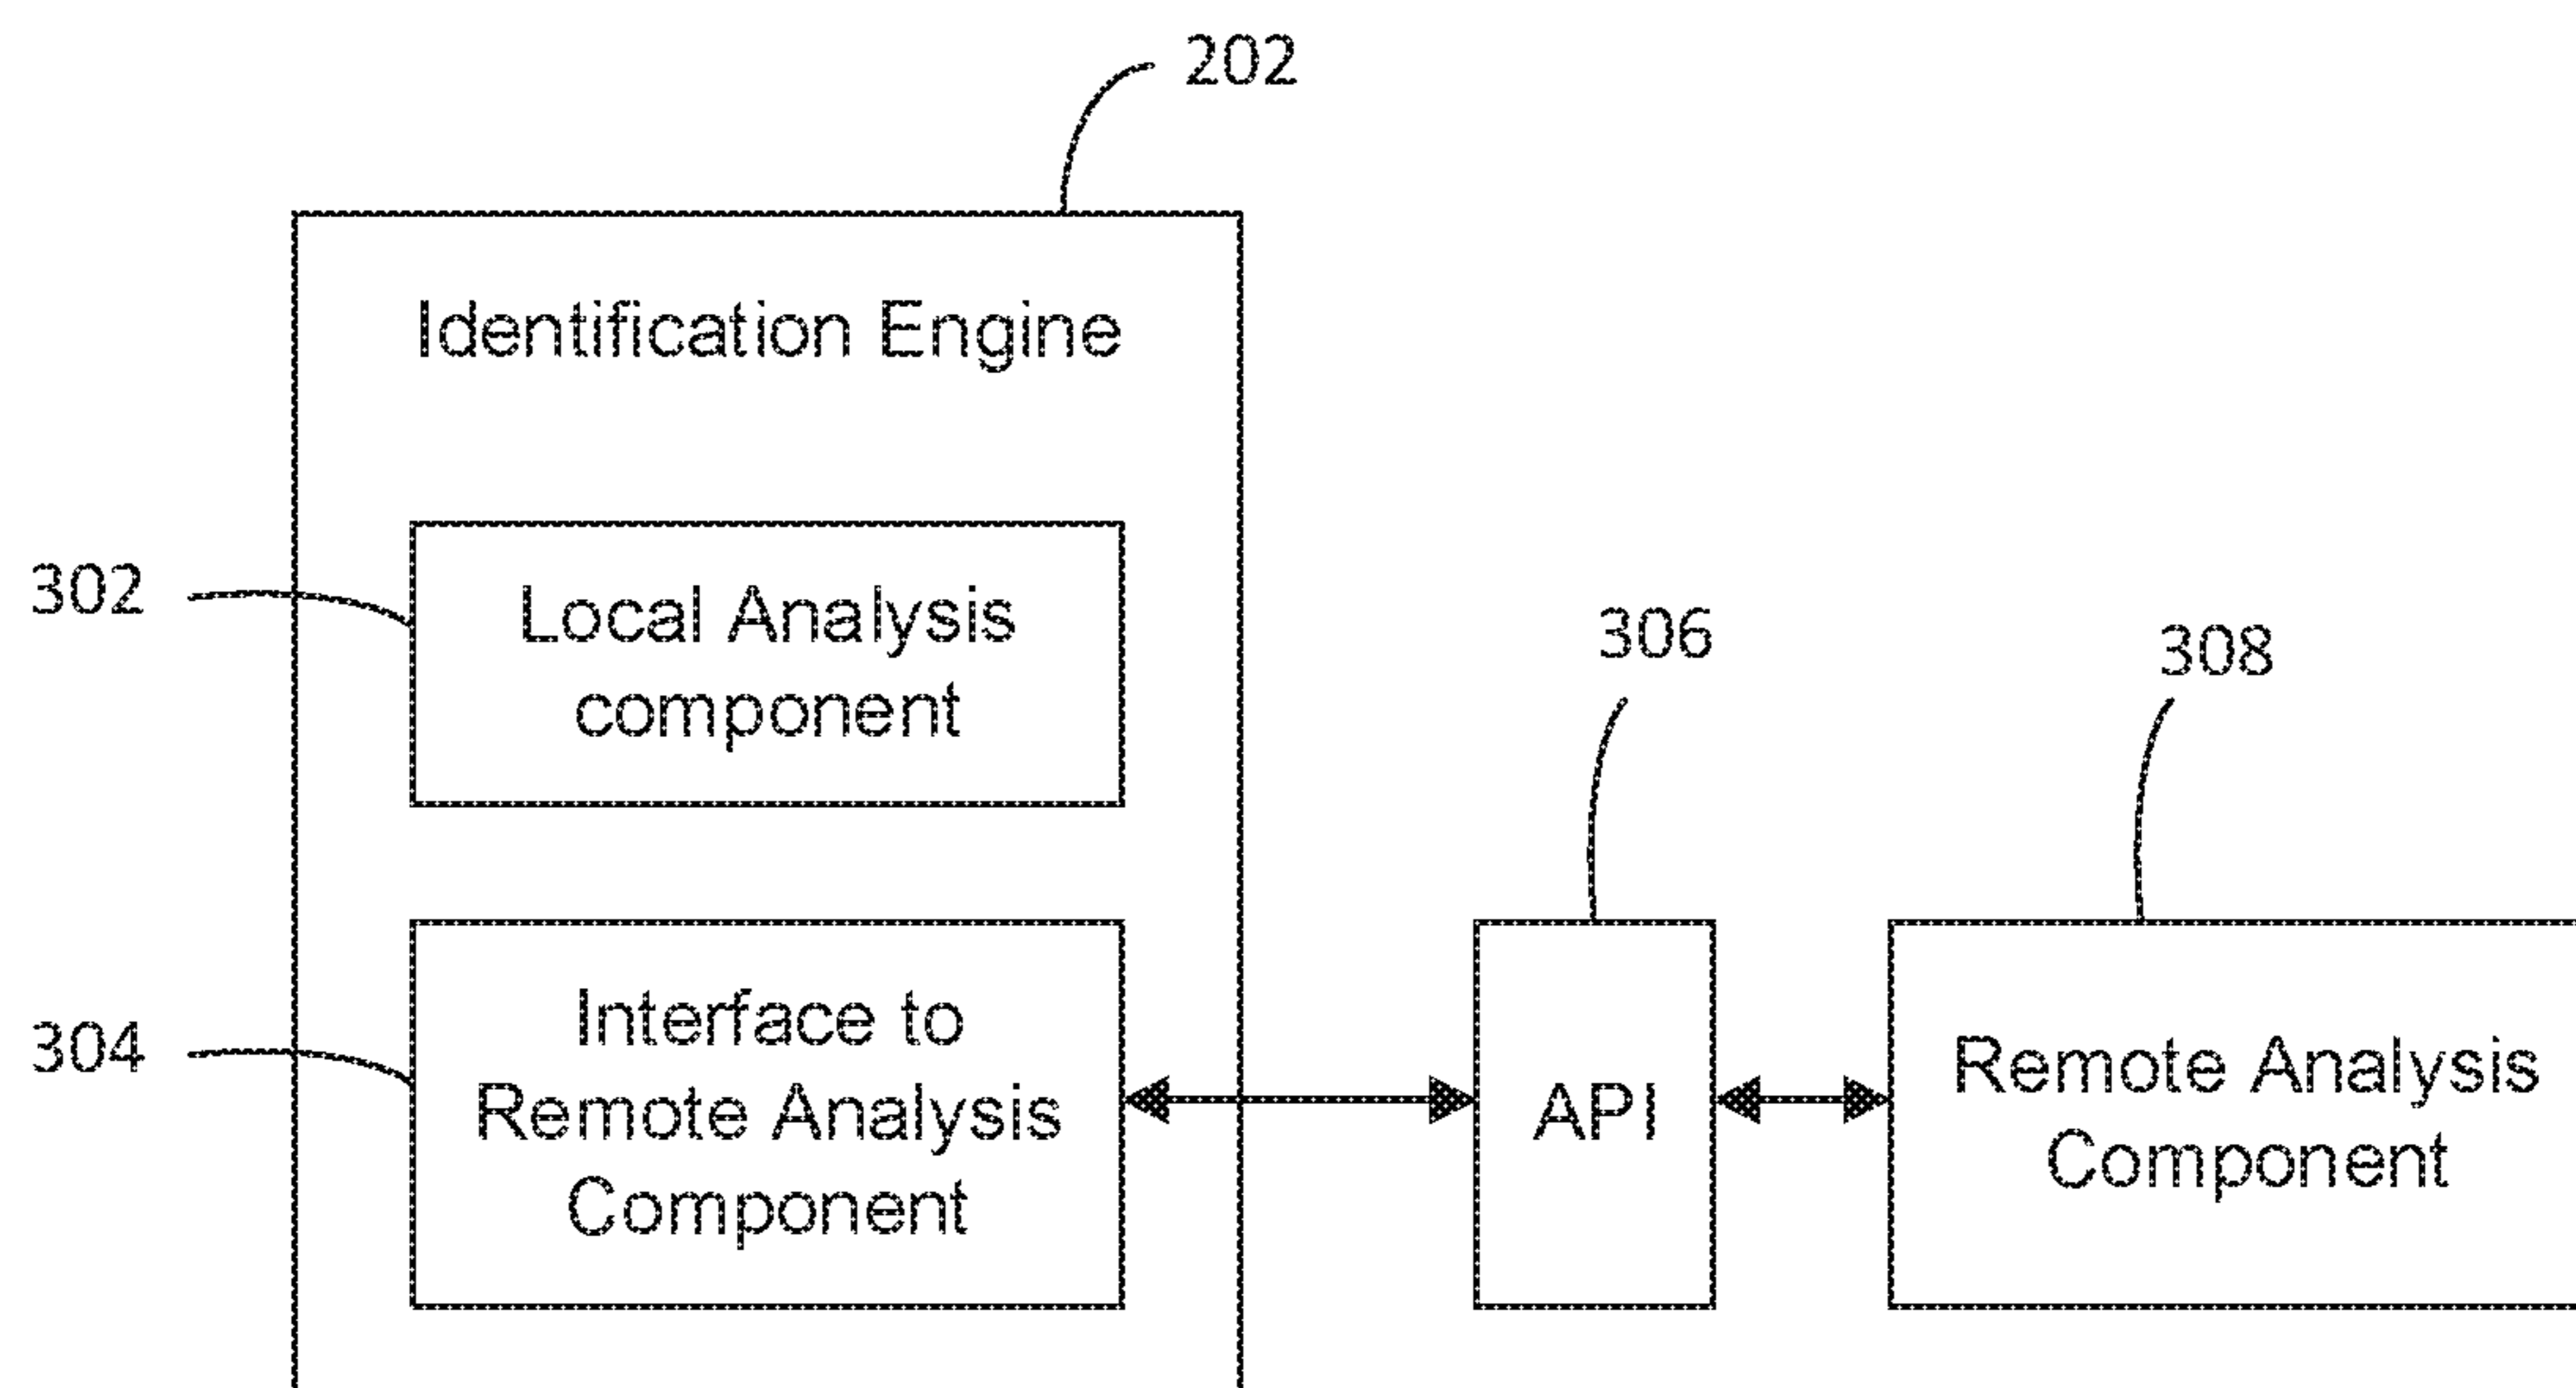 202
Identification Engine
302
Local Analysis
component
306
308
304
Interface to
Remote Analysis
Component
API
Remote Analysis
Component